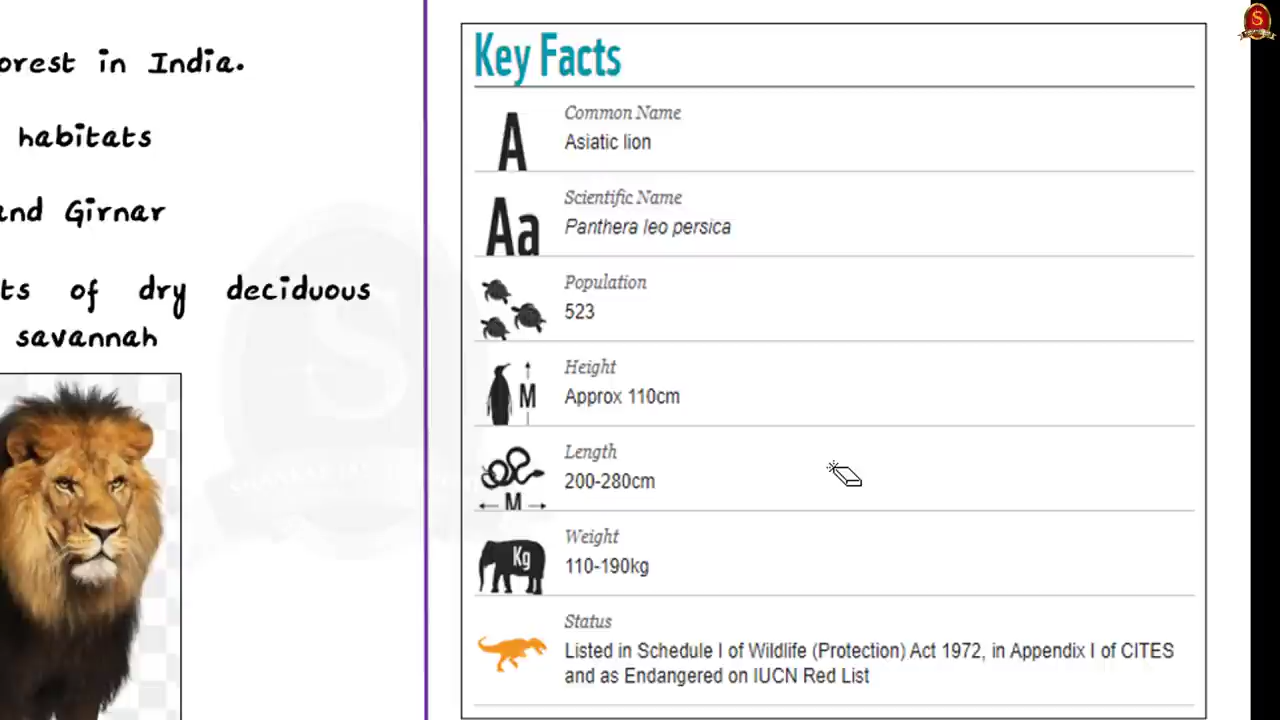 orest in India.
habitats
and Girnar
ts of dry deciduous
savannah
Key Facts
A
Common Name
Asiatic lion
Aa
Scientific Name
Panthera leo persica
Population
523
M
Height
Approx 110cm
M
Length
200-280cm
Kg
Weight
110-190kg
Status
Listed in Schedule I of Wildlife (Protection) Act 1972, in Appendix I of CITES
and as Endangered on IUCN Red List
S